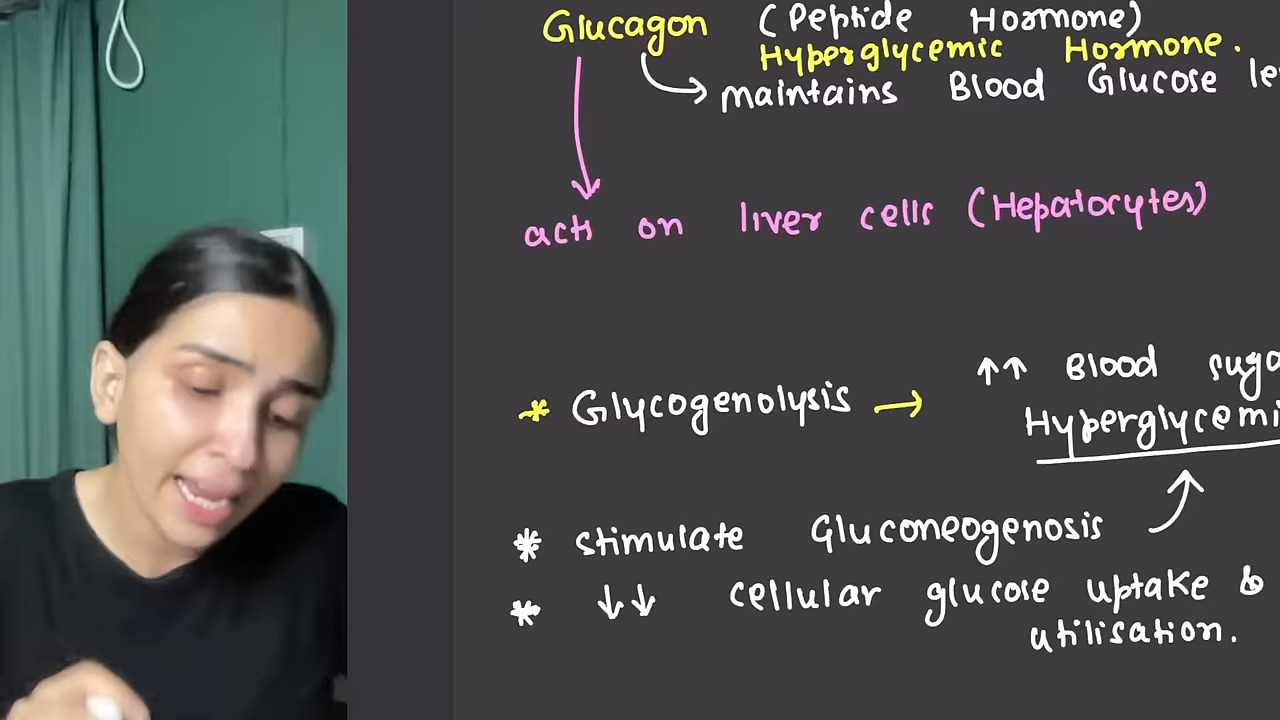 Glucagon (Peptide Hormone)
Hyperglycemic Hormone.
maintains Blood Glucose
acts on liver cells (Hepatocytes)
↑↑ Blood
* Glycogenolysis →
* stimulate Gluconeogenosis
* ↓↓ cellular glucose uptake &
utilisation.